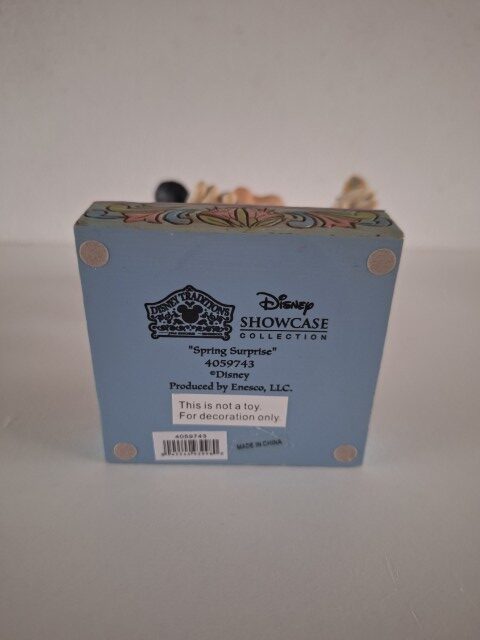 DISNEY TRADITIONS
Disney
SHOWCASE
COLLECTION
"Spring Surprise"
4059743
©Disney
Produced by Enesco, LLC.
This is not a toy.
For decoration only.
4059743
MADE IN CHINA